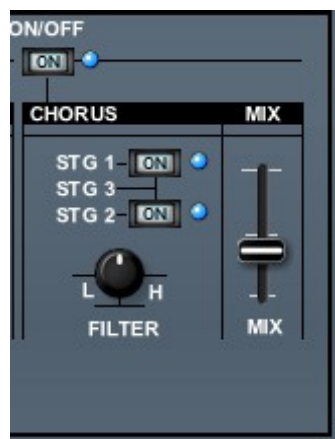 ON/OFF
ON
CHORUS MIX
STG 1 ON
STG 3
STG 2 ON
L H
FILTER MIX